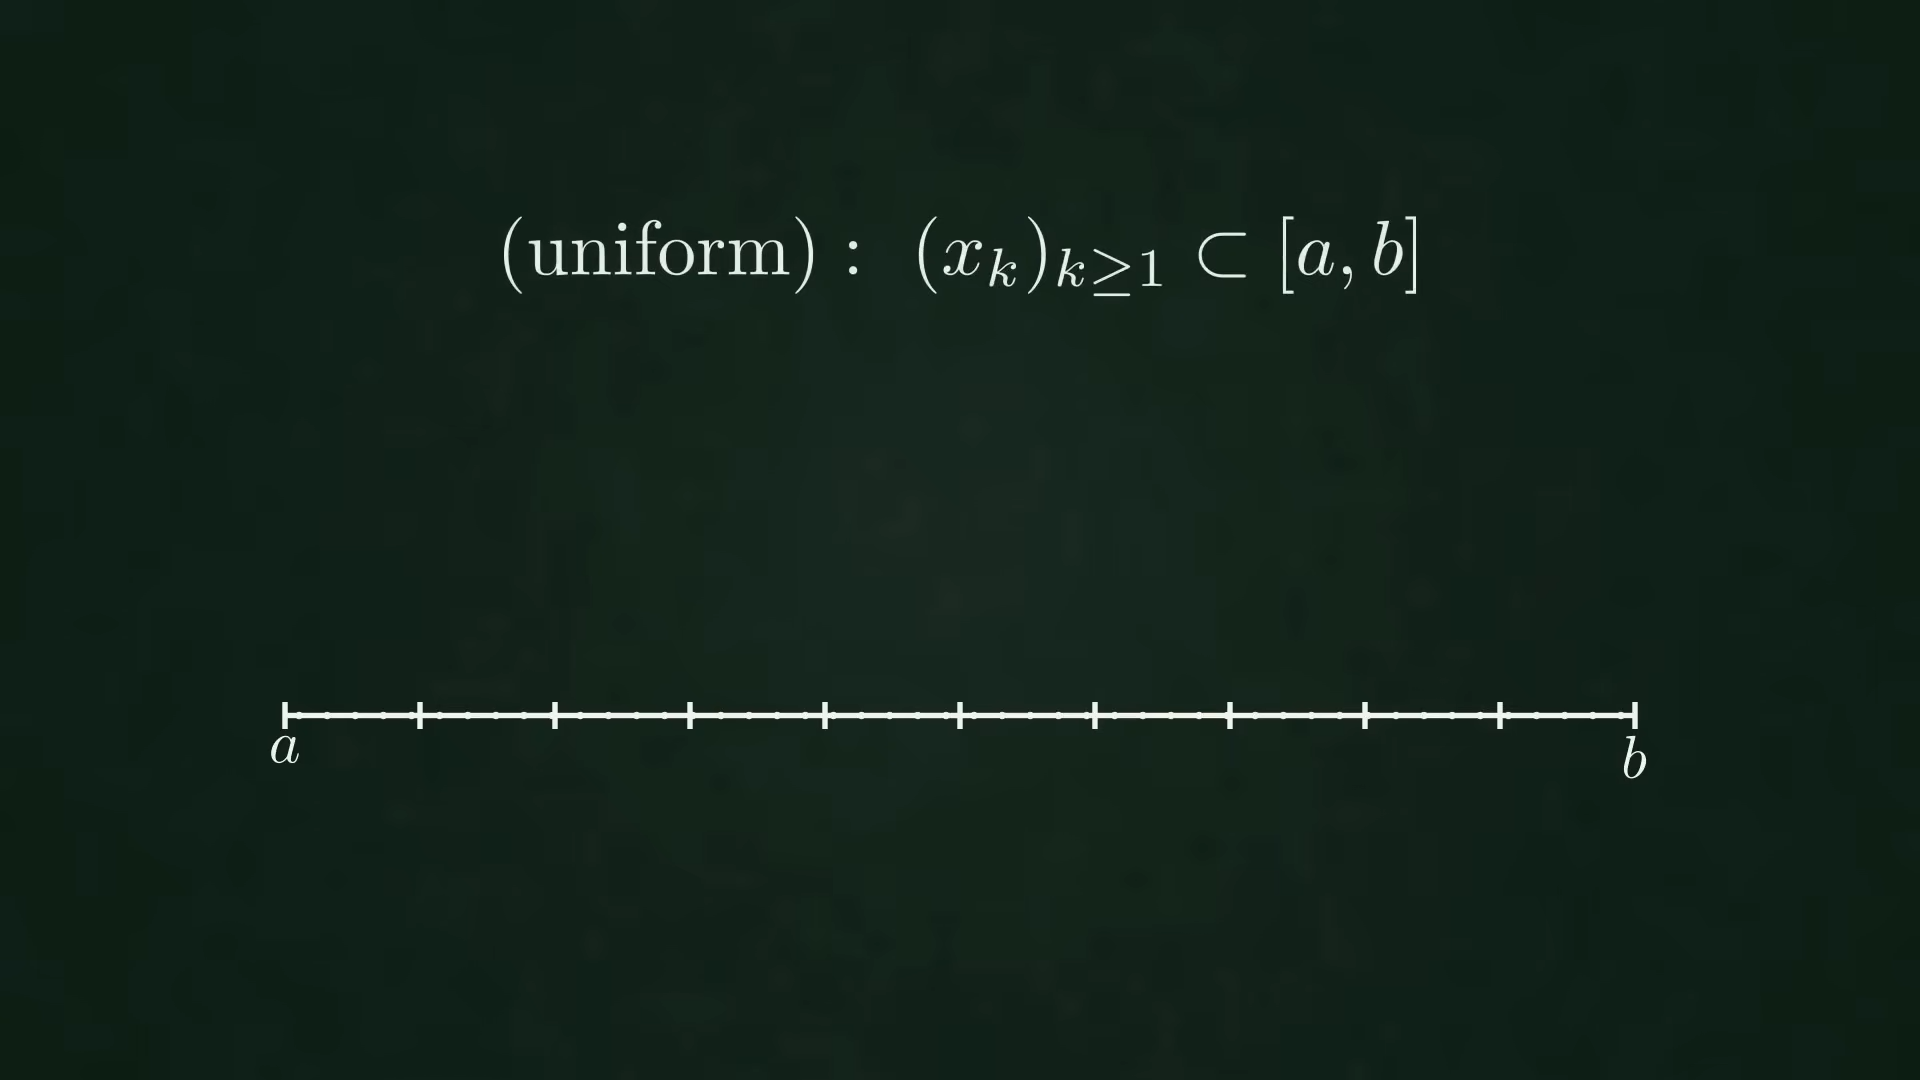 (uniform) : (x_k)_{k≥1} ⊂ [a, b]
a b